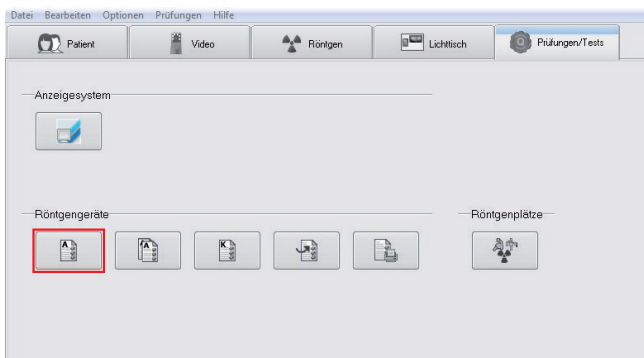 Datei Bearbeiten Optionen Prüfungen Hilfe
Patient Video Röntgen Lichttisch Prüfungen/Tests
Anzeigesystem
Röntgengeräte Röntgenplätze
A A K